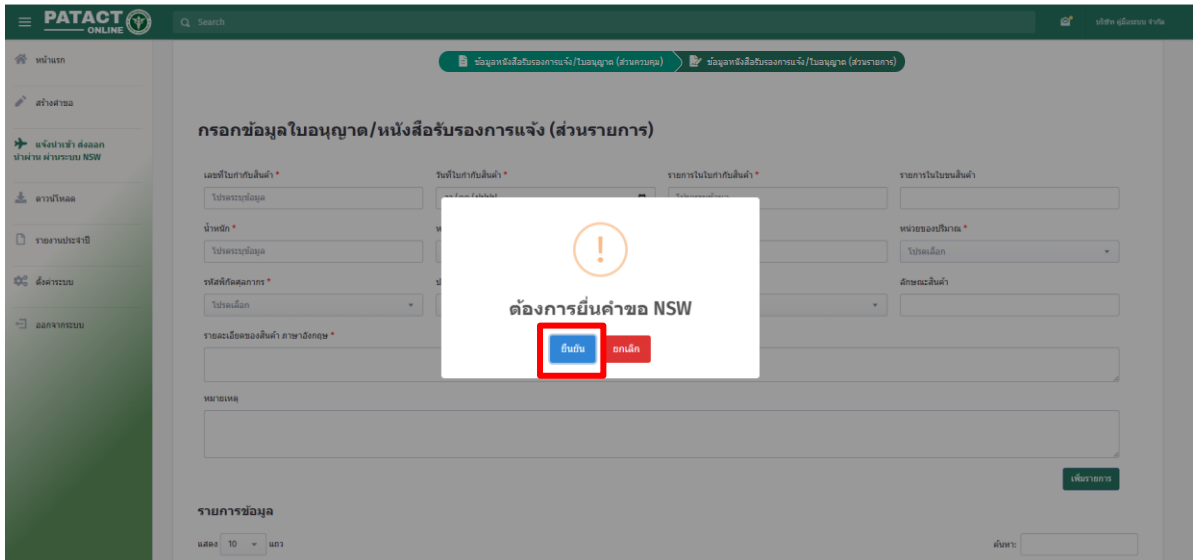 PATACT
ONLINE
Search
บริษัท คู่มือระบบ จำกัด
หน้าแรก
สร้างคำขอ
แจ้งนำเข้า ส่งออก
นำผ่าน ผ่านระบบ NSW
ดาวน์โหลด
รายงานประจำปี
ตั้งค่าระบบ
ออกจากระบบ
ข้อมูลหนังสือรับรองการแจ้ง/ใบอนุญาต (ส่วนควบคุม)
ข้อมูลหนังสือรับรองการแจ้ง/ใบอนุญาต (ส่วนรายการ)
กรอกข้อมูลใบอนุญาต/หนังสือรับรองการแจ้ง (ส่วนรายการ)
เลขที่ใบกำกับสินค้า *
วันที่ใบกำกับสินค้า *
รายการในใบกำกับสินค้า *
รายการในใบขนสินค้า
โปรดระบุข้อมูล
น้ำหนัก *
หน่วยของปริมาณ *
โปรดระบุข้อมูล
โปรดเลือก
รหัสพิกัดศุลกากร *
ลักษณะสินค้า
โปรดเลือก
รายละเอียดของสินค้า ภาษาอังกฤษ *
!
ต้องการยื่นคำขอ NSW
ยืนยัน
ยกเลิก
หมายเหตุ
เพิ่มรายการ
รายการข้อมูล
แสดง 10 แถว
ค้นหา: